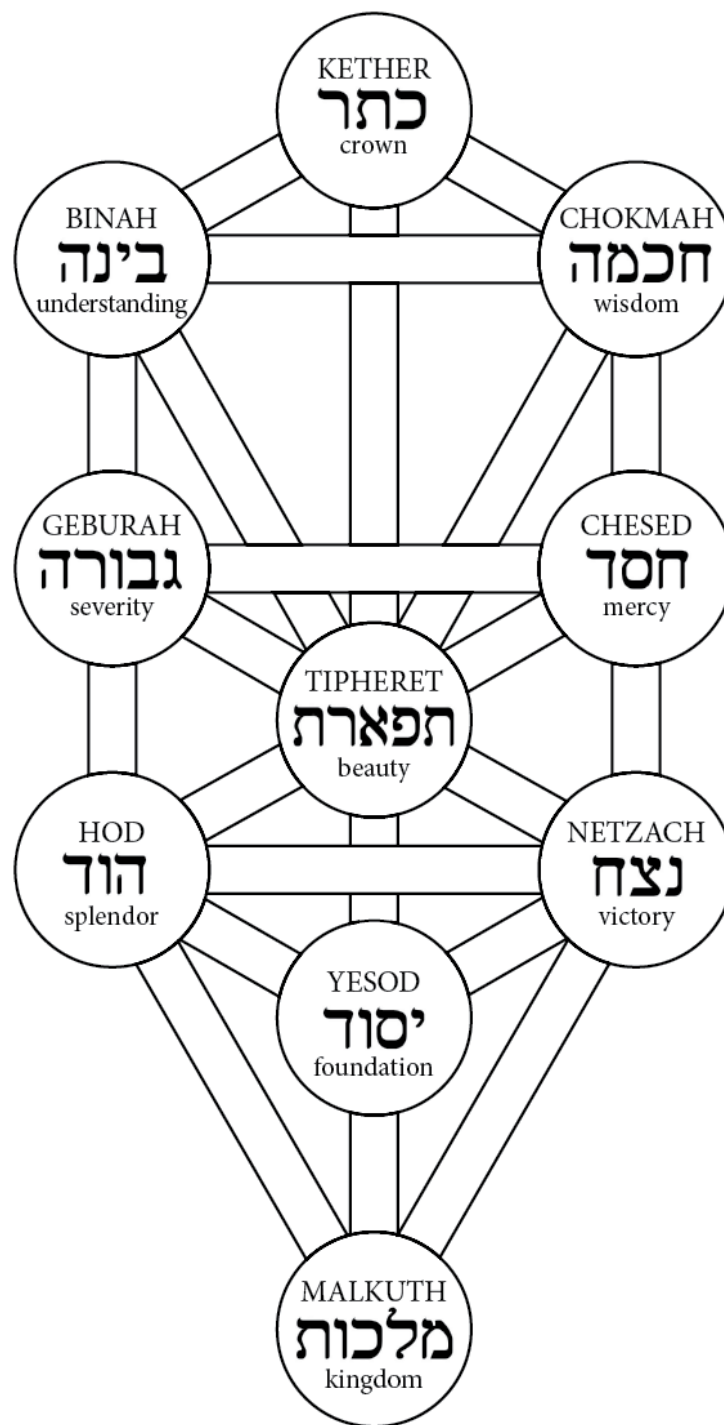 KETHER
כתר
crown
BINAH
בינה
understanding
CHOKMAH
חכמה
wisdom
GEBURAH
גבורה
severity
CHESED
חסד
mercy
TIPHERET
תפארת
beauty
HOD
הוד
splendor
NETZACH
נצח
victory
YESOD
יסוד
foundation
MALKUTH
מלכות
kingdom